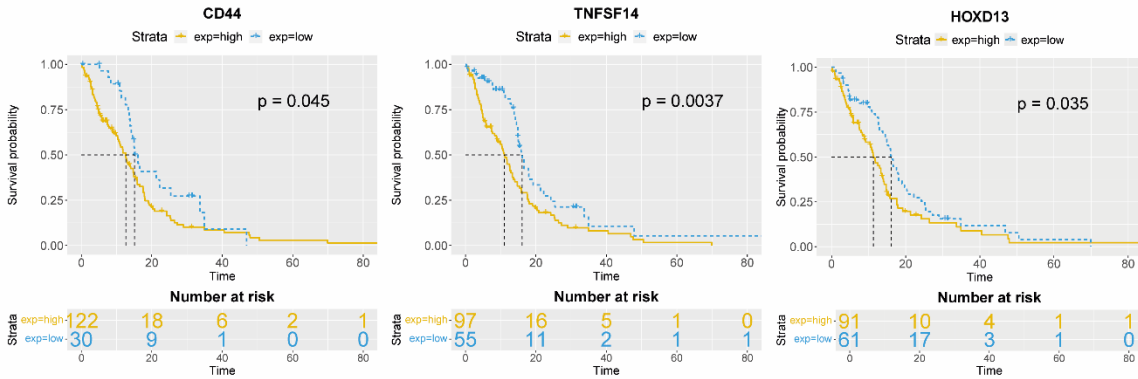 CD44
Strata exp=high exp=low
1.00
0.75
0.50
0.25
0.00
Survival probability
p = 0.045
0 20 40 60 80
Time
Number at risk
Strata
exp=high 122 18 6 2 1
exp=low 30 9 1 0 0
0 20 40 60 80
Time
TNFSF14
Strata exp=high exp=low
1.00
0.75
0.50
0.25
0.00
Survival probability
p = 0.0037
0 20 40 60 80
Time
Number at risk
Strata
exp=high 97 16 5 1 0
exp=low 55 11 2 1 1
0 20 40 60 80
Time
HOXD13
Strata exp=high exp=low
1.00
0.75
0.50
0.25
0.00
Survival probability
p = 0.035
0 20 40 60 80
Time
Number at risk
Strata
exp=high 91 10 4 1 1
exp=low 61 17 3 1 0
0 20 40 60 80
Time